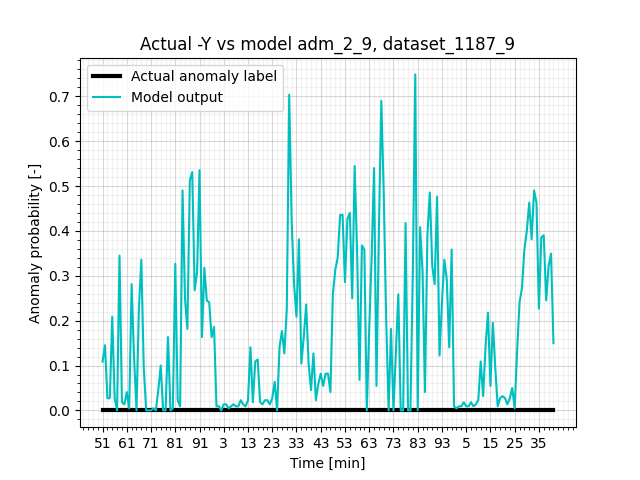 Actual -Y vs model adm_2_9, dataset_1187_9
Actual anomaly label
Model output
Anomaly probability [-]
0.7
0.6
0.5
0.4
0.3
0.2
0.1
0.0
51 61 71 81 91 3 13 23 33 43 53 63 73 83 93 5 15 25 35
Time [min]